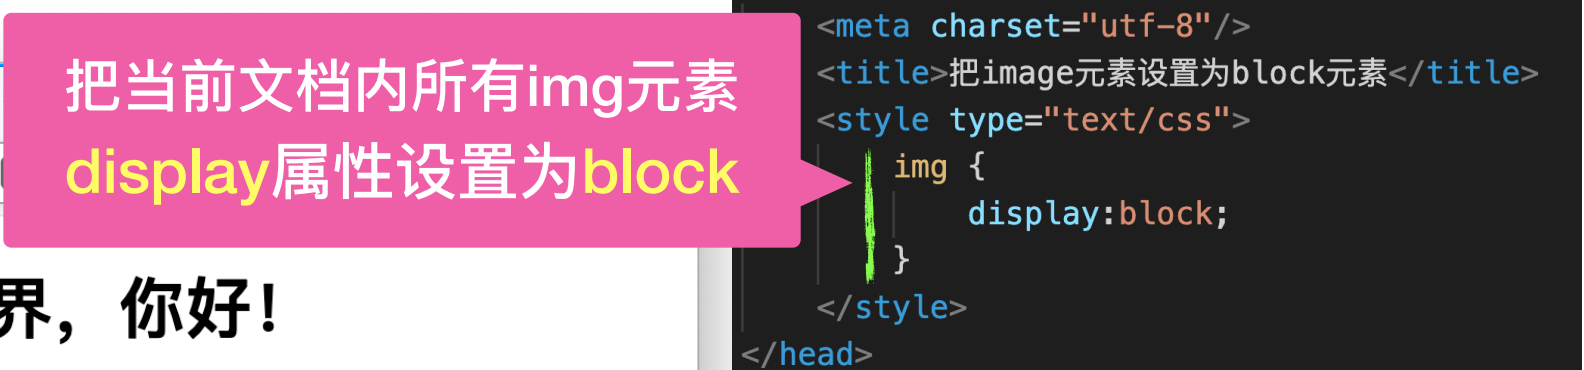 把当前文档内所有img元素
display属性设置为block
界，你好！
<meta charset="utf-8"/>
<title>把image元素设置为block元素</title>
<style type="text/css">
img {
display:block;
}
</style>
</head>